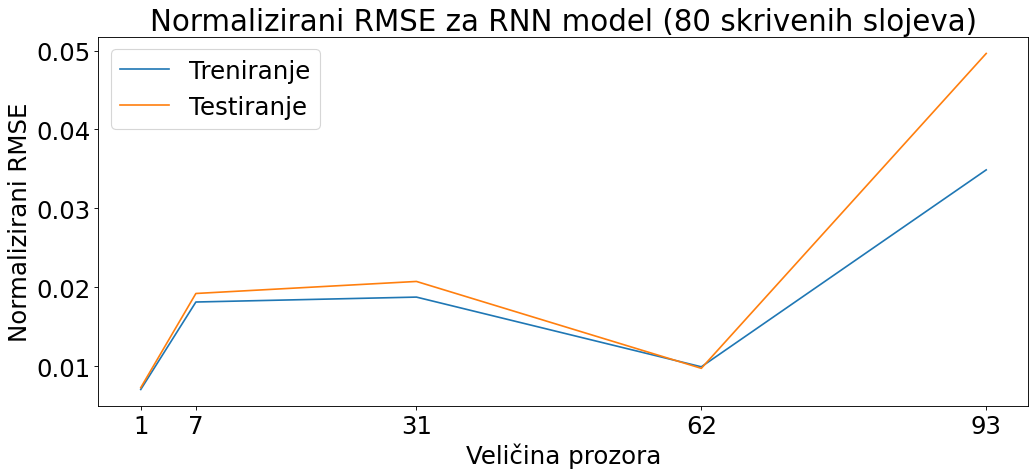 Normalizirani RMSE za RNN model (80 skrivenih slojeva)
Normalizirani RMSE
0.05
0.04
0.03
0.02
0.01
Treniranje
Testiranje
1 7 31 62 93
Veličina prozora